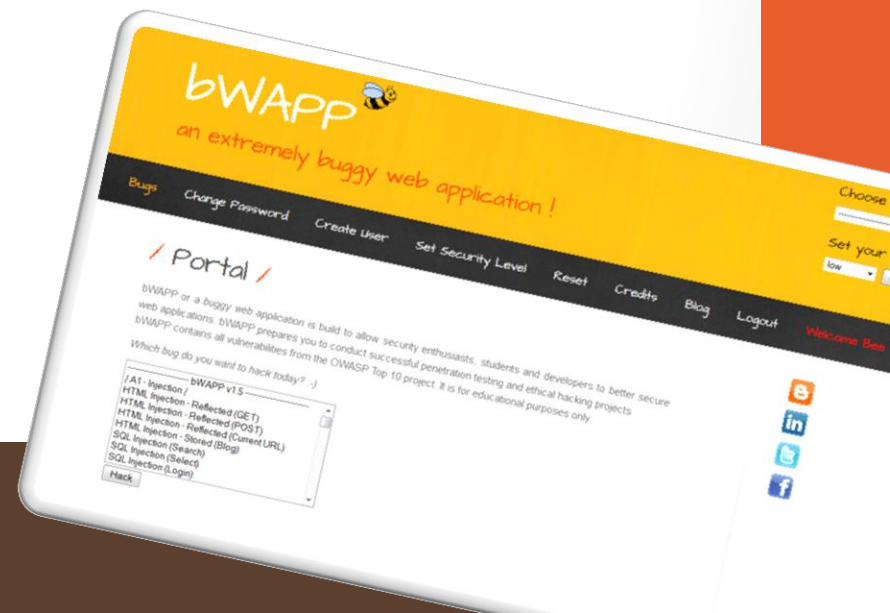 bWAPP
an extremely buggy web application !
Choose
Set your
low
Bugs Change Password Create User Set Security Level Reset Credits Blog Logout Welcome Bee
/ Portal /
bWAPP or a buggy web application is build to allow security enthusiasts, students and developers to better secure
web applications. bWAPP prepares you to conduct successful penetration testing and ethical hacking projects
bWAPP contains all vulnerabilities from the OWASP Top 10 project. It is for educational purposes only
Which bug do you want to hack today? :-)
bWAPP v1.5
/ A1 - Injection /
HTML Injection - Reflected (GET)
HTML Injection - Reflected (POST)
HTML Injection - Reflected (Current URL)
HTML Injection - Stored (Blog)
SQL Injection (Search)
SQL Injection (Select)
SQL Injection (Login)
Hack
in
f